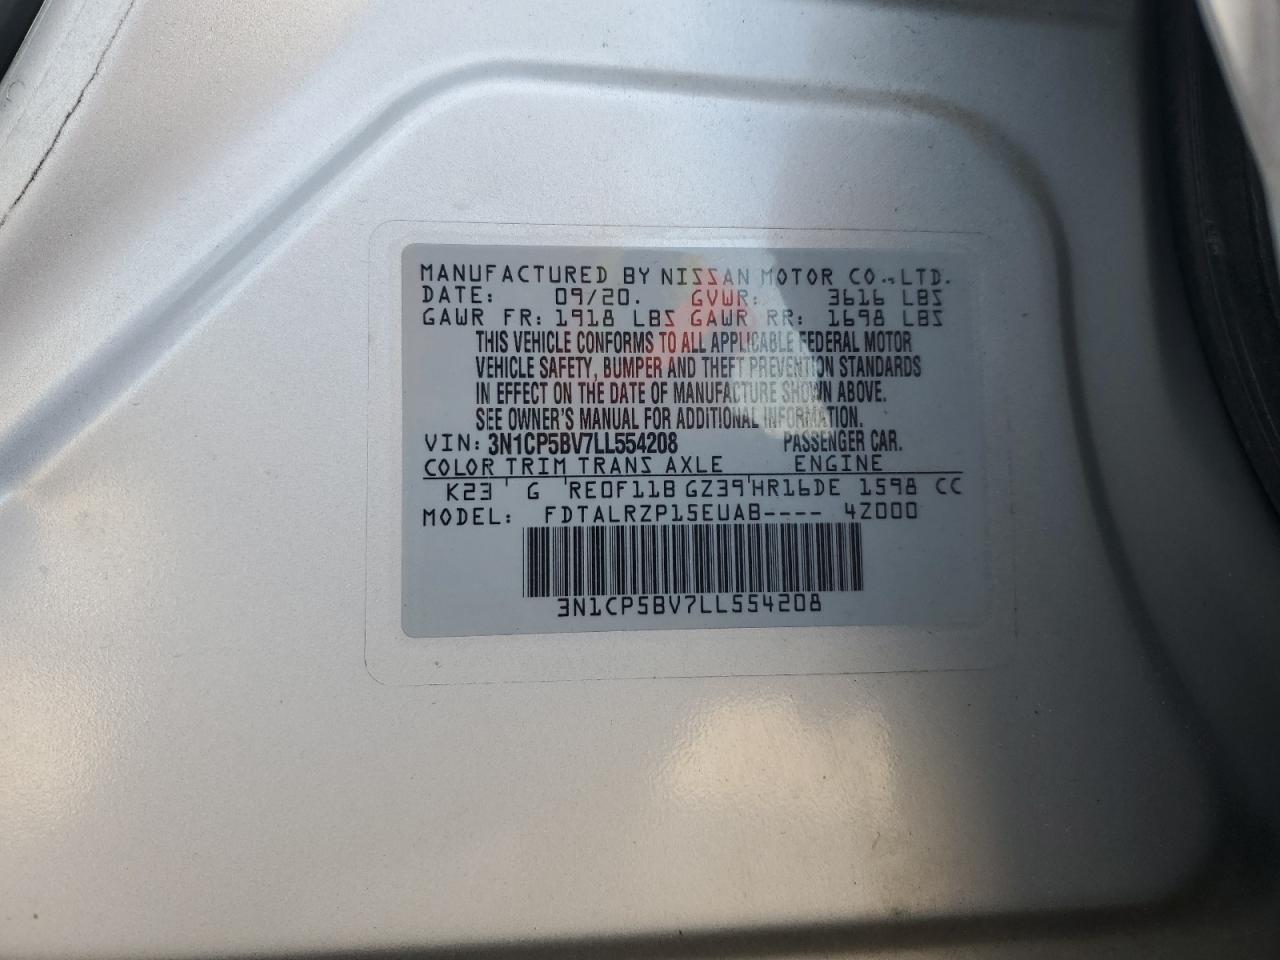 MANUFACTURED BY NISSAN MOTOR CO., LTD.
DATE: 09/20. GVWR: 3616 LBS
GAWR FR: 1918 LBS GAWR RR: 1698 LBS
THIS VEHICLE CONFORMS TO ALL APPLICABLE FEDERAL MOTOR
VEHICLE SAFETY, BUMPER AND THEFT PREVENTION STANDARDS
IN EFFECT ON THE DATE OF MANUFACTURE SHOWN ABOVE.
SEE OWNER'S MANUAL FOR ADDITIONAL INFORMATION.
VIN: 3N1CP5BV7LL554208 PASSENGER CAR.
COLOR TRIM TRANS AXLE ENGINE
K23 G RE0F11B GZ39 HR16DE 1598 CC
MODEL: FDTALRZP15EUAB---- 4Z000
3N1CP5BV7LL554208